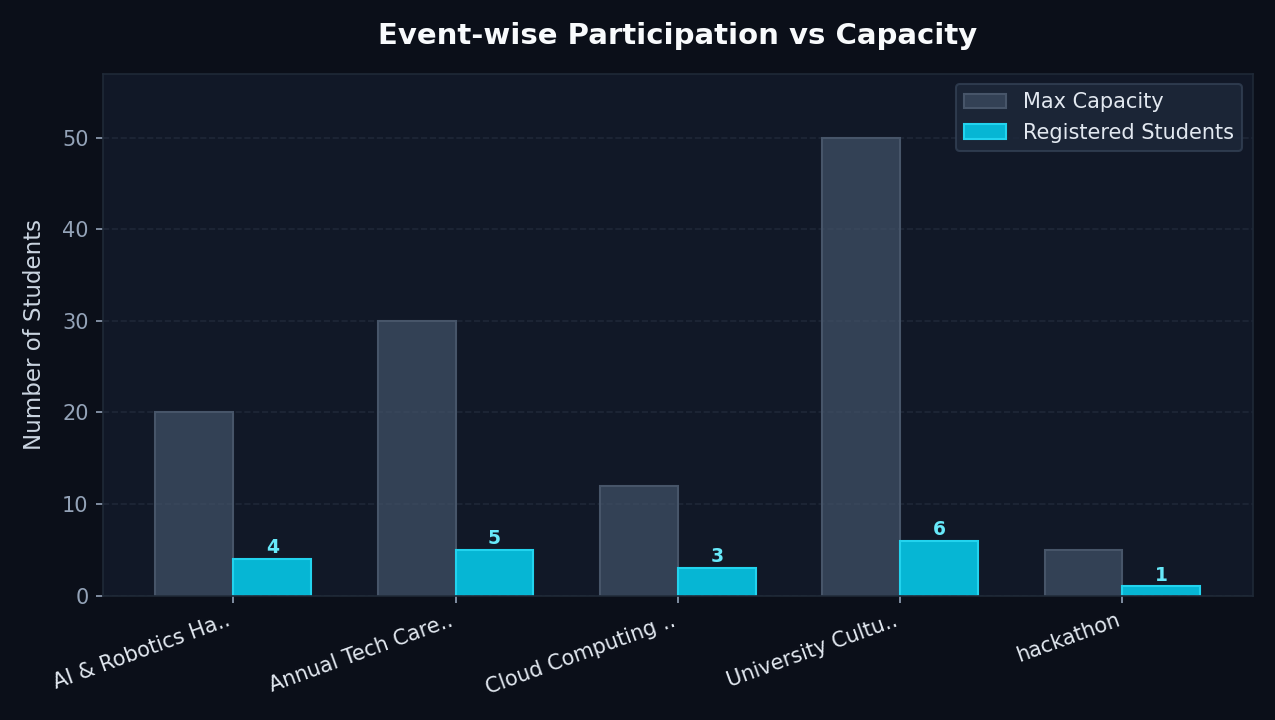 Event-wise Participation vs Capacity
Max Capacity
Registered Students
Number of Students
50
40
30
20
10
0
4
5
3
6
1
AI & Robotics Ha..
Annual Tech Care..
Cloud Computing ..
University Cultu..
hackathon